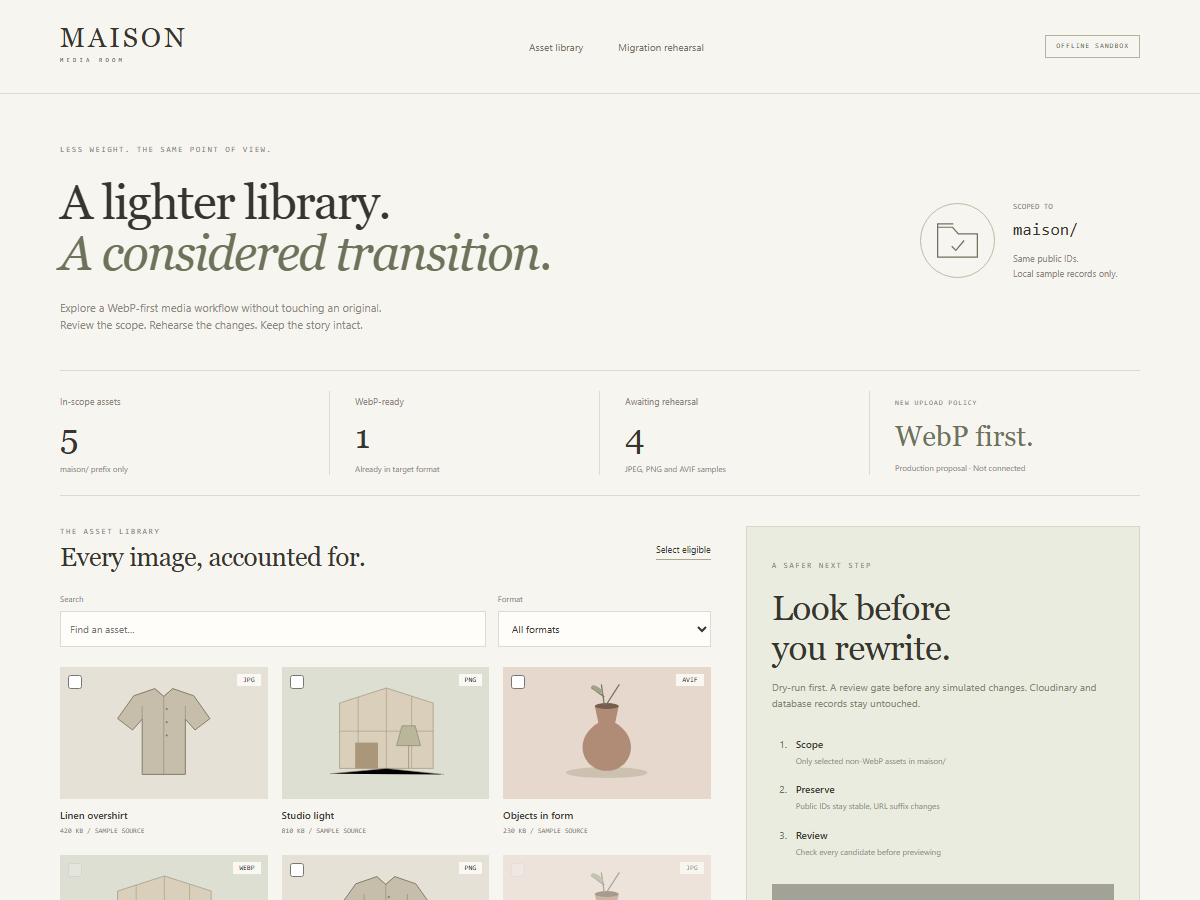 MAISON
MEDIA ROOM
Asset library
Migration rehearsal
OFFLINE SANDBOX
LESS WEIGHT. THE SAME POINT OF VIEW.
A lighter library.
A considered transition.
Explore a WebP-first media workflow without touching an original.
Review the scope. Rehearse the changes. Keep the story intact.
SCOPED TO
maison/
Same public IDs.
Local sample records only.
In-scope assets
5
maison/ prefix only
WebP-ready
1
Already in target format
Awaiting rehearsal
4
JPEG, PNG and AVIF samples
NEW UPLOAD POLICY
WebP first.
Production proposal · Not connected
THE ASSET LIBRARY
Every image, accounted for.
Select eligible
Search
Find an asset...
Format
All formats
JPG
Linen overshirt
420 KB / SAMPLE SOURCE
PNG
Studio light
810 KB / SAMPLE SOURCE
AVIF
Objects in form
230 KB / SAMPLE SOURCE
WEBP
PNG
JPG
A SAFER NEXT STEP
Look before
you rewrite.
Dry-run first. A review gate before any simulated changes. Cloudinary and
database records stay untouched.
1. Scope
Only selected non-WebP assets in maison/
2. Preserve
Public IDs stay stable, URL suffix changes
3. Review
Check every candidate before previewing